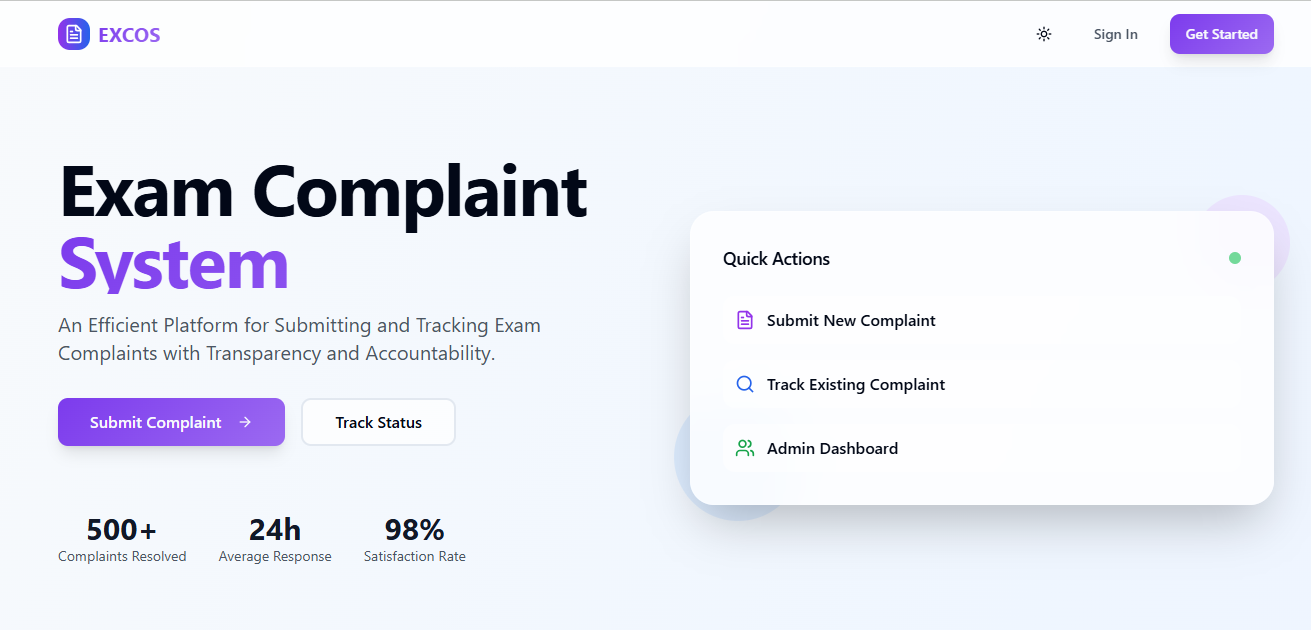 EXCOS
Sign In
Get Started
Exam Complaint
System
An Efficient Platform for Submitting and Tracking Exam
Complaints with Transparency and Accountability.
Submit Complaint
Track Status
500+
Complaints Resolved
24h
Average Response
98%
Satisfaction Rate
Quick Actions
Submit New Complaint
Track Existing Complaint
Admin Dashboard